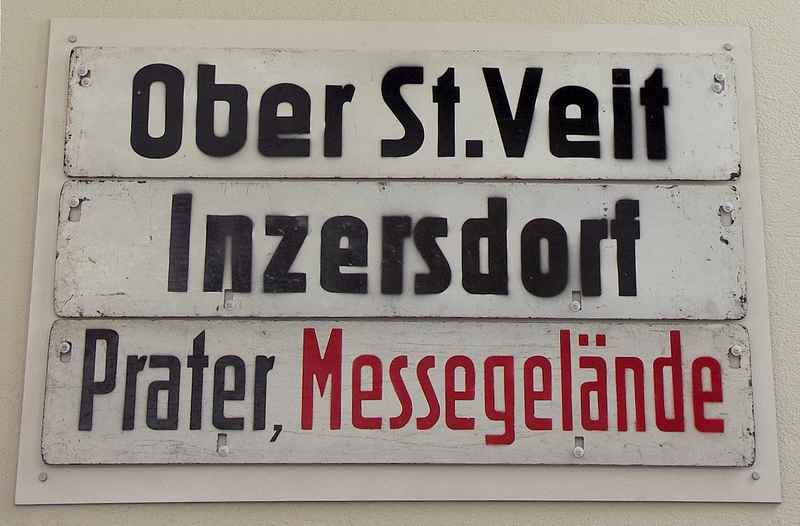 Ober St.Veit
Inzersdorf
Prater, Messegelände